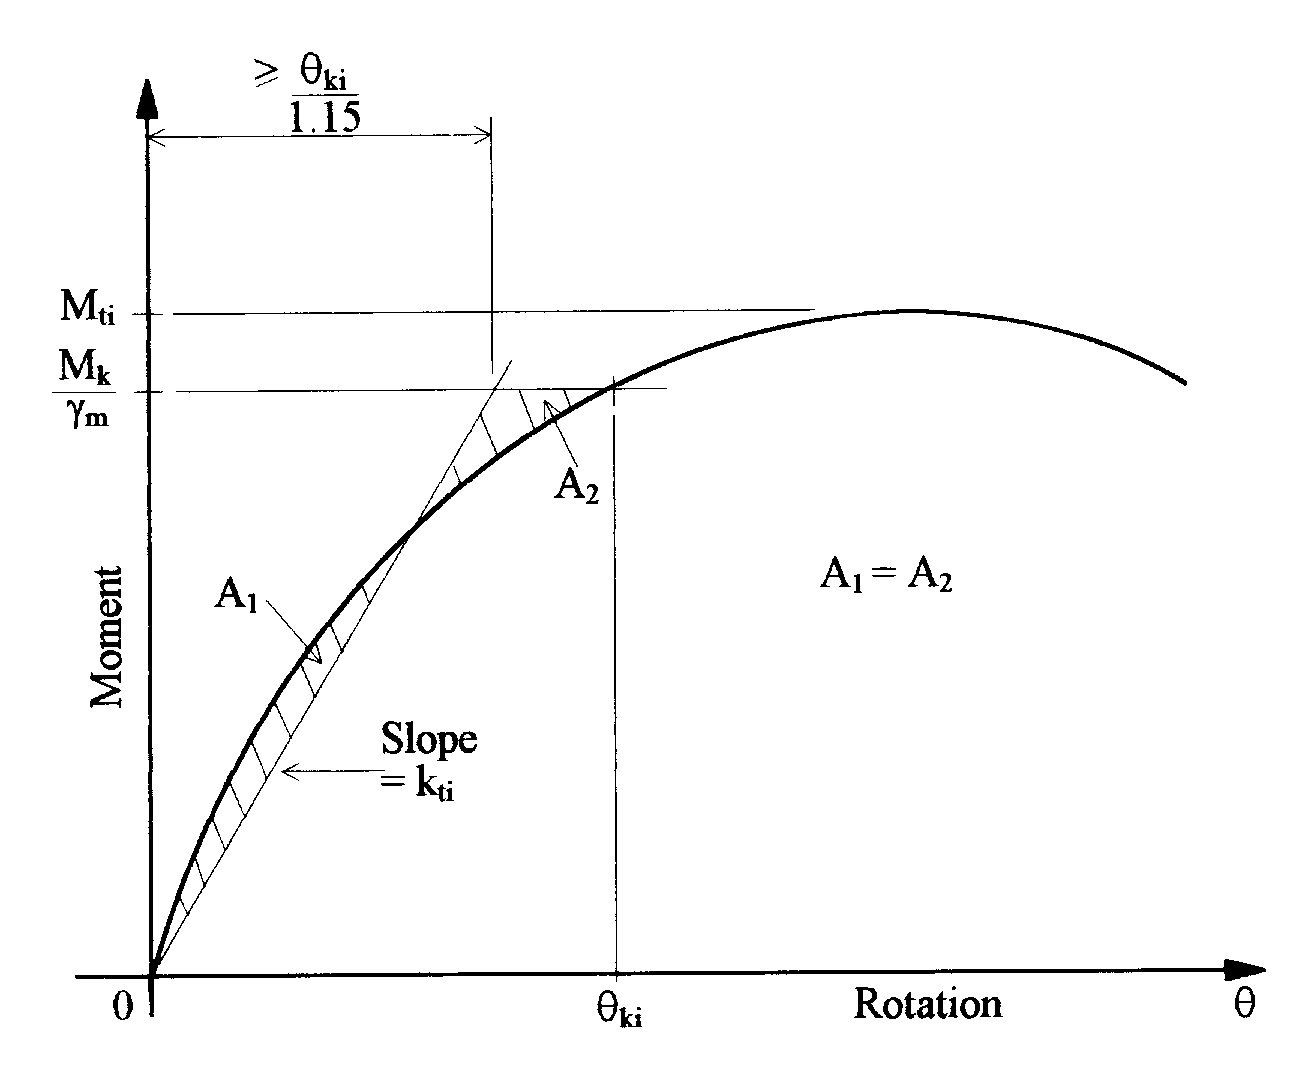 ≥ θki
1.15
Mti
Mk
γm
A2
A1 = A2
A1
Moment
Slope
= kti
0
θki
Rotation
θ